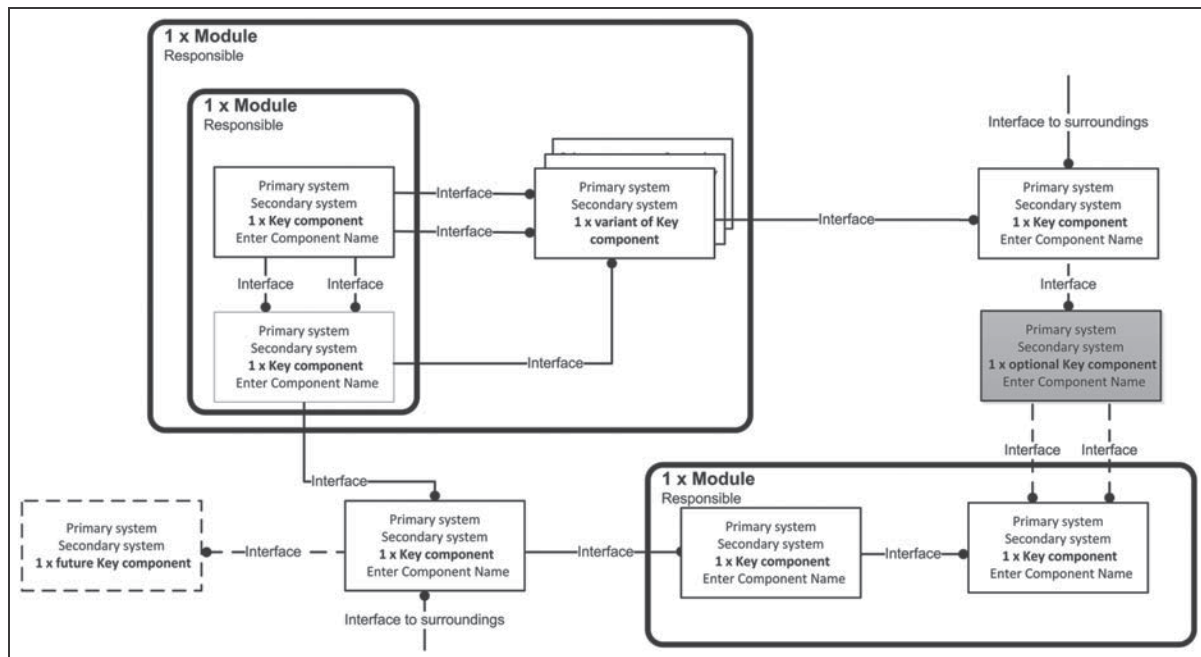 1 x Module
Responsible
1 x Module
Responsible
Primary system
Secondary system
1 x Key component
Enter Component Name
Interface
Interface
Primary system
Secondary system
1 x variant of Key
component
Interface
Interface to surroundings
Primary system
Secondary system
1 x Key component
Enter Component Name
Interface
Interface
Primary system
Secondary system
1 x Key component
Enter Component Name
Interface
Interface
Primary system
Secondary system
1 x optional Key component
Enter Component Name
Interface
Interface
Interface
1 x Module
Responsible
Primary system
Secondary system
1 x future Key component
Interface
Primary system
Secondary system
1 x Key component
Enter Component Name
Interface
Primary system
Secondary system
1 x Key component
Enter Component Name
Interface
Primary system
Secondary system
1 x Key component
Enter Component Name
Interface to surroundings